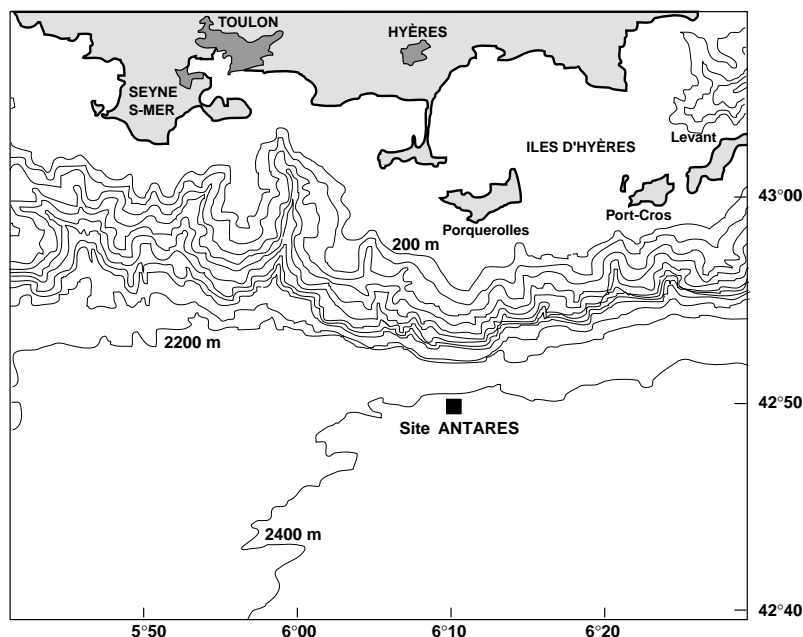 TOULON
HYÈRES
SEYNE
S-MER
Levant
ILES D'HYÈRES
43°00
Port-Cros
Porquerolles
200 m
2200 m
42°50
Site ANTARES
2400 m
42°40
5°50
6°00
6°10
6°20